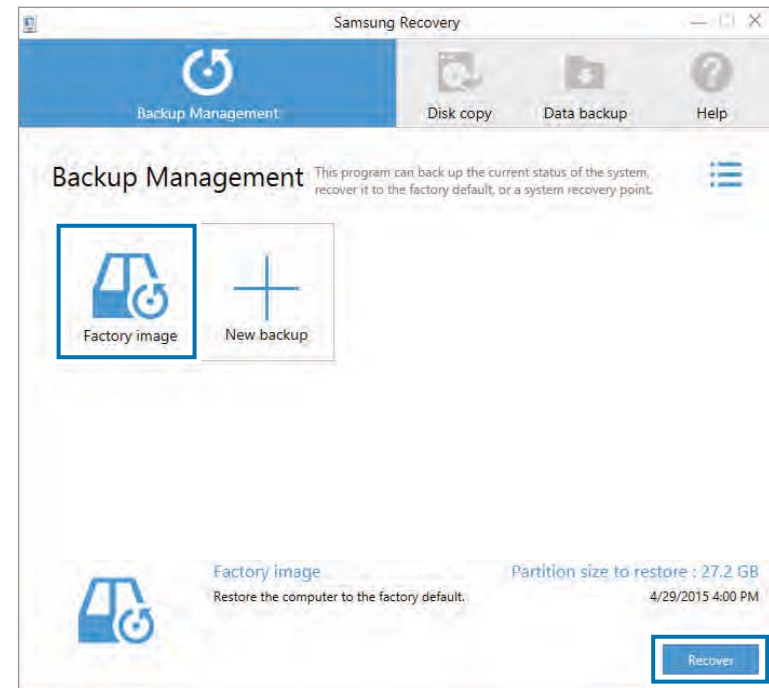 Samsung Recovery
Backup Management
Disk copy
Data backup
Help
Backup Management
This program can back up the current status of the system,
recover it to the factory default, or a system recovery point.
Factory image
New backup
Factory image
Partition size to restore : 27.2 GB
Restore the computer to the factory default.
4/29/2015 4:00 PM
Recover